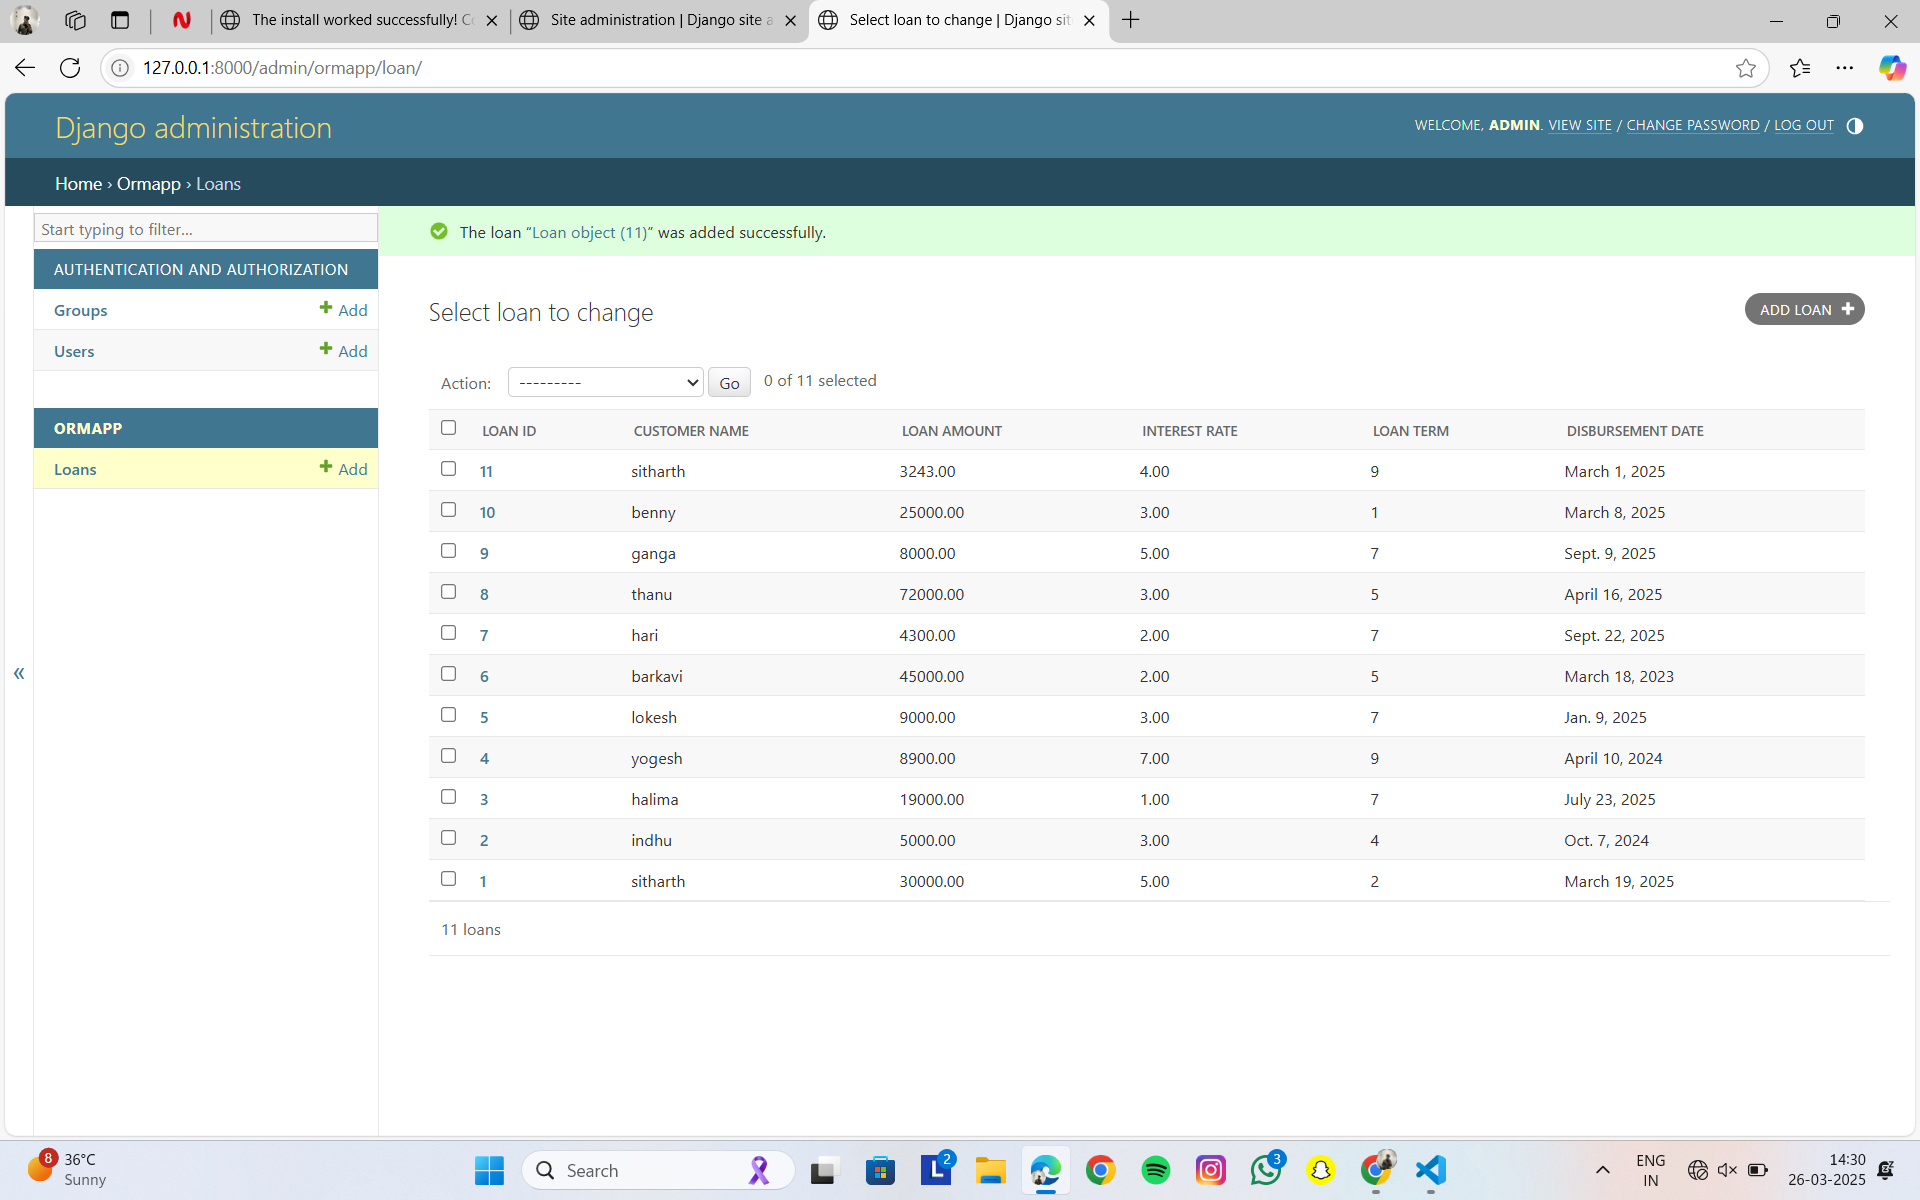 The install worked successfully! Co
Site administration | Django site a
Select loan to change | Django sit
127.0.0.1:8000/admin/ormapp/loan/
Django administration
WELCOME, ADMIN. VIEW SITE / CHANGE PASSWORD / LOG OUT
Home › Ormapp › Loans
Start typing to filter...
The loan “Loan object (11)” was added successfully.
AUTHENTICATION AND AUTHORIZATION
Groups Add
Users Add
ORMAPP
Loans Add
«
Select loan to change
ADD LOAN
Action: --------- Go 0 of 11 selected
LOAN ID CUSTOMER NAME LOAN AMOUNT INTEREST RATE LOAN TERM DISBURSEMENT DATE
11 sitharth 3243.00 4.00 9 March 1, 2025
10 benny 25000.00 3.00 1 March 8, 2025
9 ganga 8000.00 5.00 7 Sept. 9, 2025
8 thanu 72000.00 3.00 5 April 16, 2025
7 hari 4300.00 2.00 7 Sept. 22, 2025
6 barkavi 45000.00 2.00 5 March 18, 2023
5 lokesh 9000.00 3.00 7 Jan. 9, 2025
4 yogesh 8900.00 7.00 9 April 10, 2024
3 halima 19000.00 1.00 7 July 23, 2025
2 indhu 5000.00 3.00 4 Oct. 7, 2024
1 sitharth 30000.00 5.00 2 March 19, 2025
11 loans
8
36°C
Sunny
Search
L 2
3
ENG
IN
14:30
26-03-2025